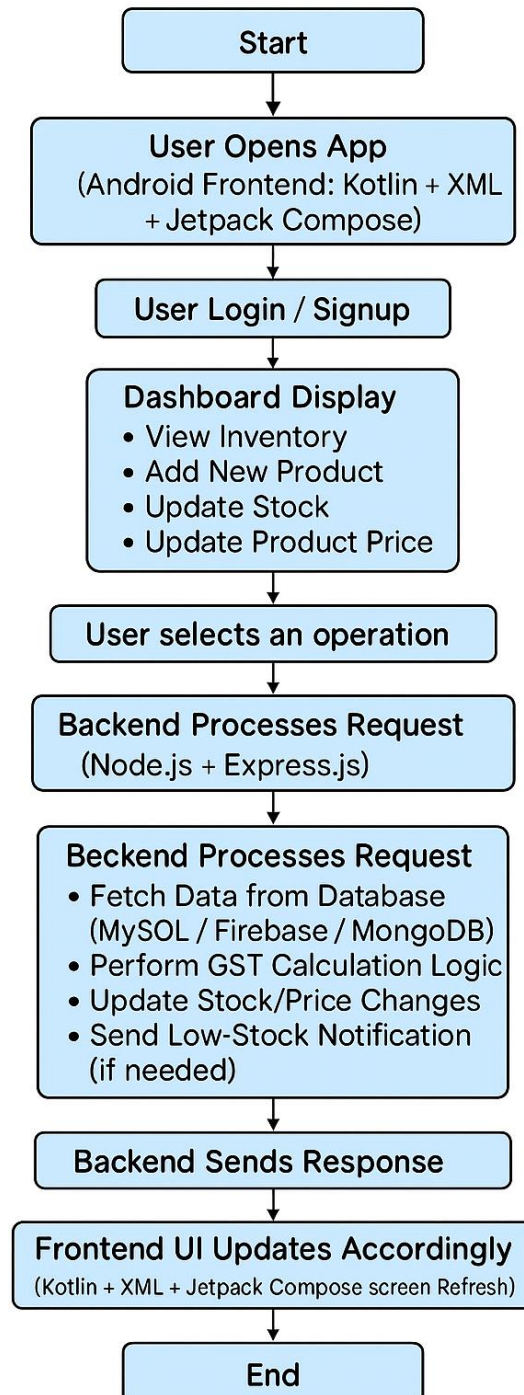 Start
User Opens App
(Android Frontend: Kotlin + XML
+ Jetpack Compose)
User Login / Signup
Dashboard Display
• View Inventory
• Add New Product
• Update Stock
• Update Product Price
User selects an operation
Backend Processes Request
(Node.js + Express.js)
Beckend Processes Request
• Fetch Data from Database
(MySOL / Firebase / MongoDB)
• Perform GST Calculation Logic
• Update Stock/Price Changes
• Send Low-Stock Notification
(if needed)
Backend Sends Response
Frontend UI Updates Accordingly
(Kotlin + XML + Jetpack Compose screen Refresh)
End